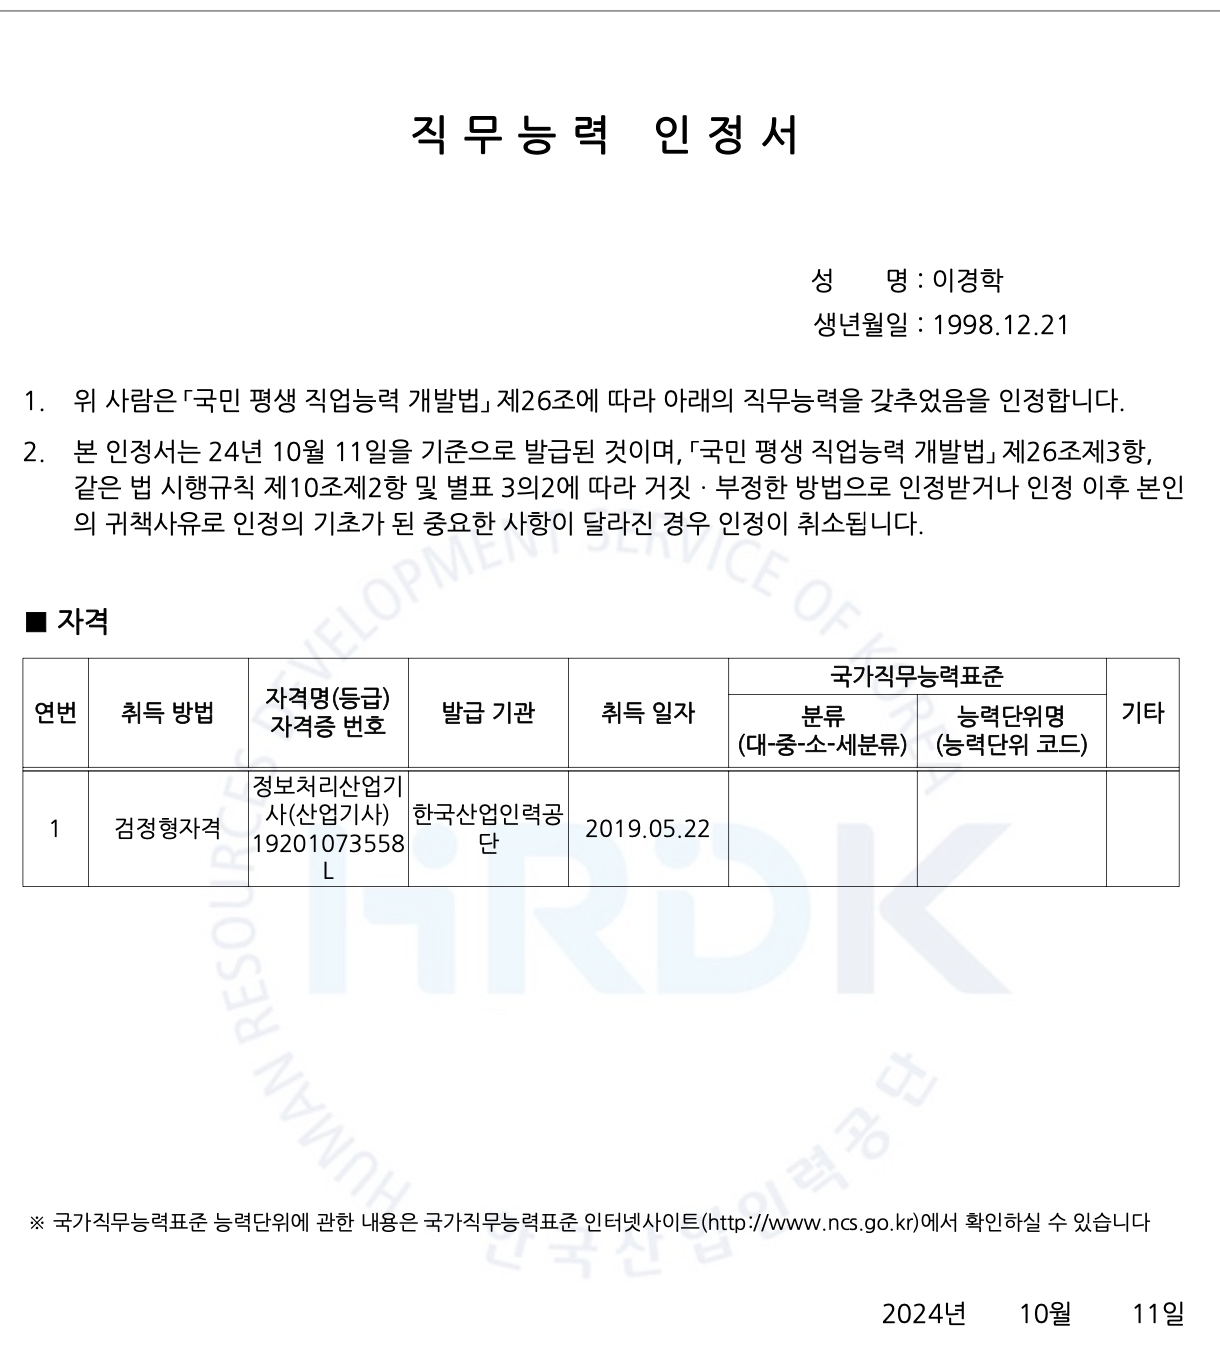 직무능력 인정서
성 명 : 이경학
생년월일 : 1998.12.21
1. 위 사람은 ｢국민 평생 직업능력 개발법｣ 제26조에 따라 아래의 직무능력을 갖추었음을 인정합니다.
2. 본 인정서는 24년 10월 11일을 기준으로 발급된 것이며, ｢국민 평생 직업능력 개발법｣ 제26조제3항,
같은 법 시행규칙 제10조제2항 및 별표 3의2에 따라 거짓 · 부정한 방법으로 인정받거나 인정 이후 본인
의 귀책사유로 인정의 기초가 된 중요한 사항이 달라진 경우 인정이 취소됩니다.
■ 자격
연번
취득 방법
자격명(등급)
자격증 번호
발급 기관
취득 일자
국가직무능력표준
분류
(대-중-소-세분류)
능력단위명
(능력단위 코드)
기타
1
검정형자격
정보처리산업기
사(산업기사)
19201073558
L
한국산업인력공
단
2019.05.22
HUMAN RESOURCES DEVELOPMENT SERVICE OF KOREA
HRDK
한국산업인력공단
※ 국가직무능력표준 능력단위에 관한 내용은 국가직무능력표준 인터넷사이트(http://www.ncs.go.kr)에서 확인하실 수 있습니다
2024년 10월 11일